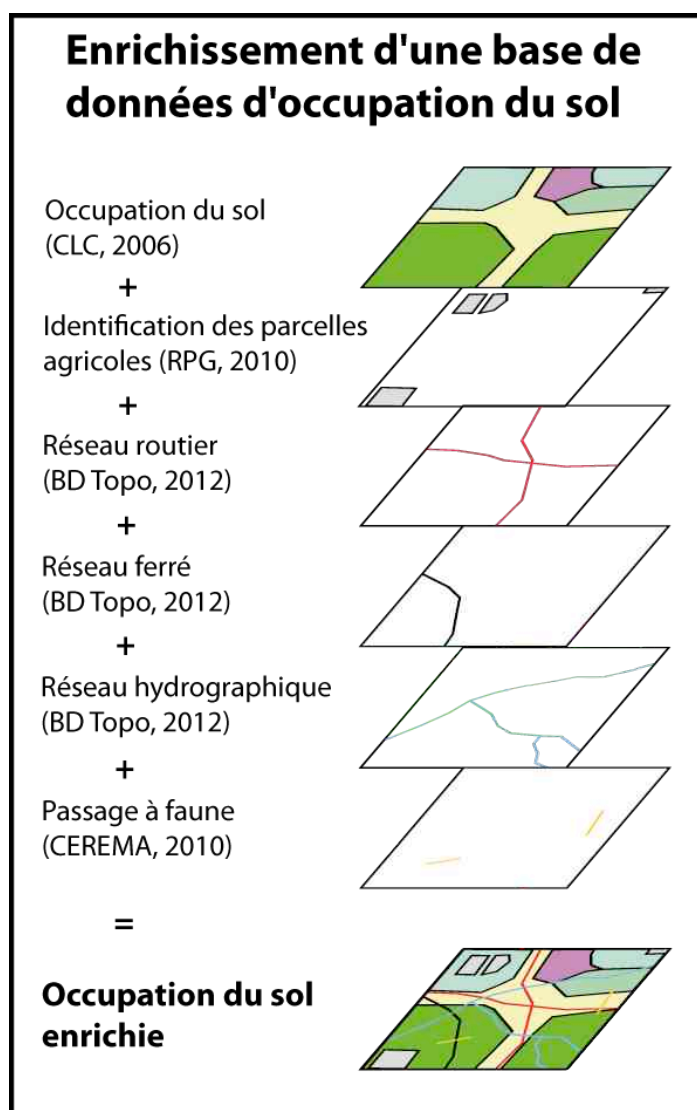 Enrichissement d'une base de
données d'occupation du sol
Occupation du sol
(CLC, 2006)
+
Identification des parcelles
agricoles (RPG, 2010)
+
Réseau routier
(BD Topo, 2012)
+
Réseau ferré
(BD Topo, 2012)
+
Réseau hydrographique
(BD Topo, 2012)
+
Passage à faune
(CEREMA, 2010)
=
Occupation du sol
enrichie